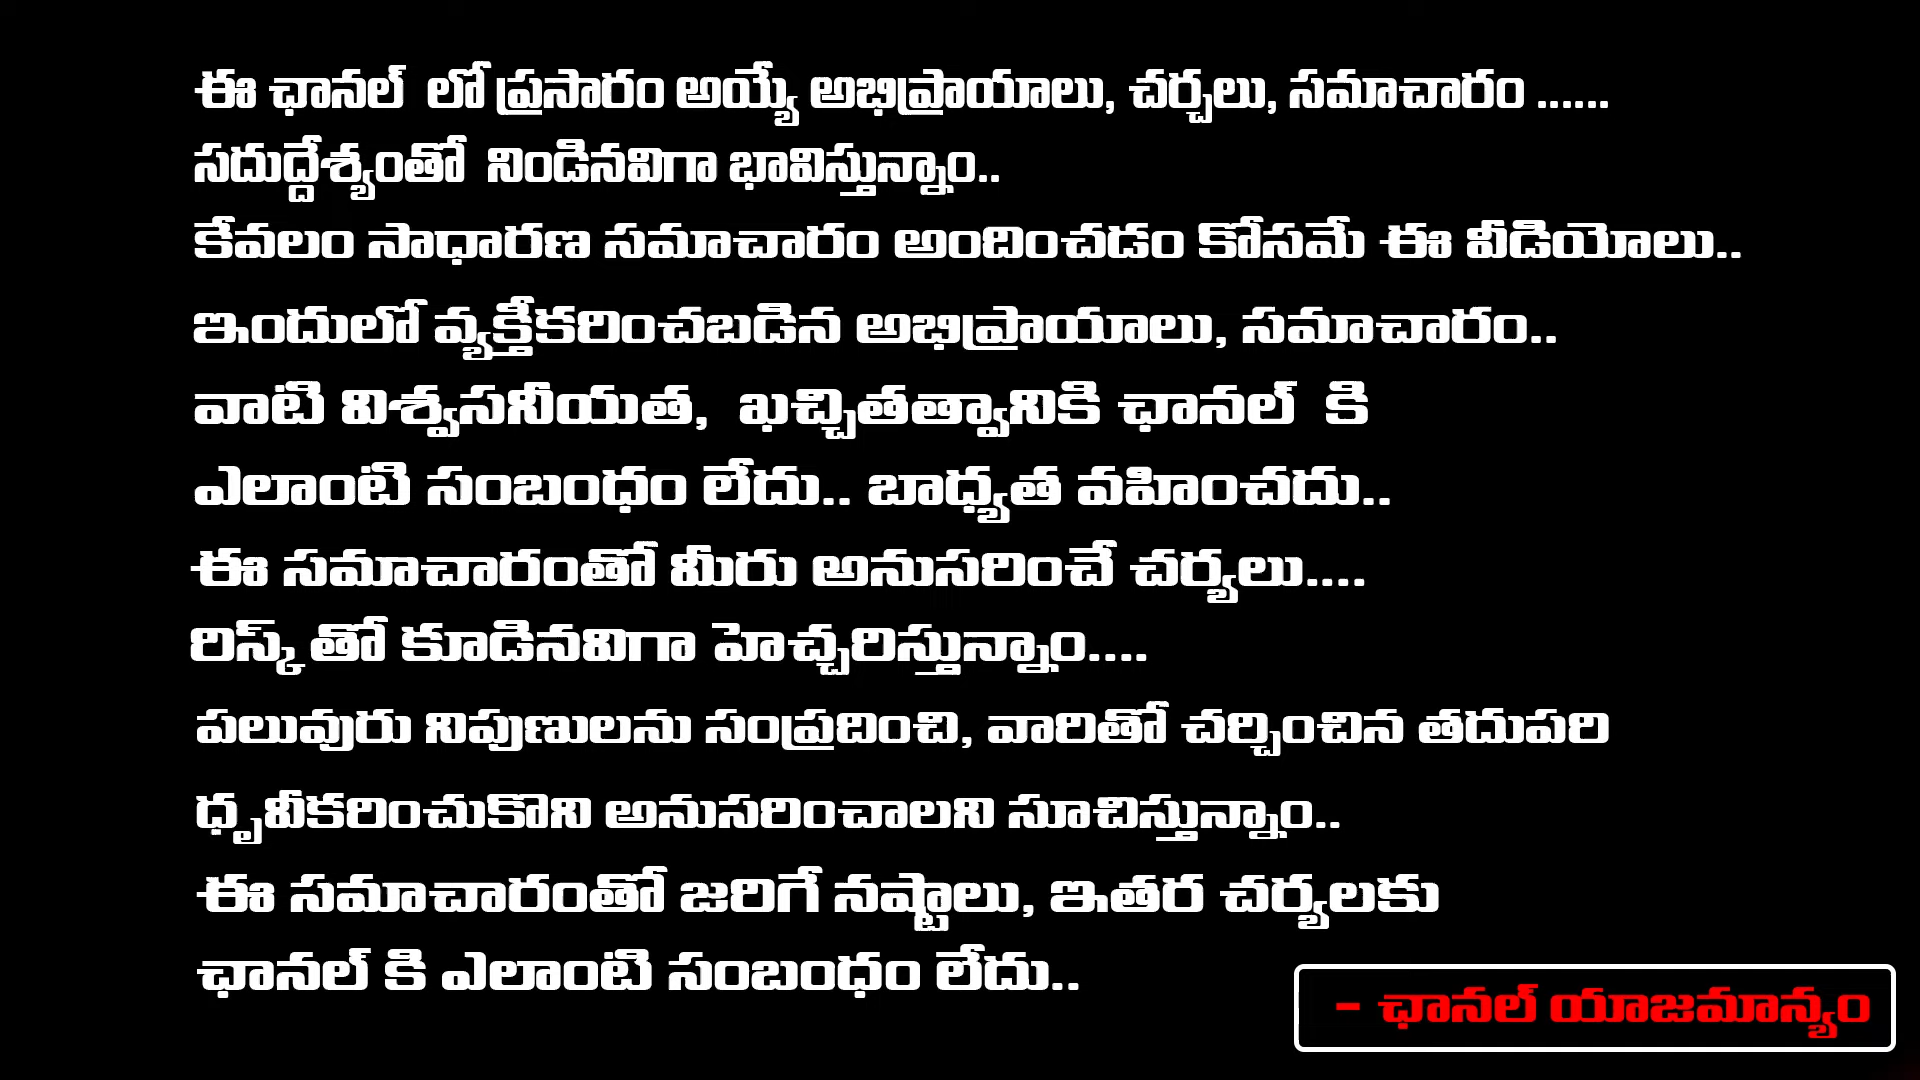 ఈ ఛానల్ లో ప్రసారం అయ్యే అభిప్రాయాలు, చర్చలు, సమాచారం ......
సదుద్దేశ్యంతో నిండినవిగా భావిస్తున్నాం..
కేవలం సాధారణ సమాచారం అందించడం కోసమే ఈ వీడియోలు..
ఇందులో వ్యక్తీకరించబడిన అభిప్రాయాలు, సమాచారం..
వాటి విశ్వసనీయత, ఖచ్చితత్వానికి ఛానల్ కి
ఎలాంటి సంబంధం లేదు.. బాధ్యత వహించదు..
ఈ సమాచారంతో మీరు అనుసరించే చర్యలు....
రిస్క్ తో కూడినవిగా హెచ్చరిస్తున్నాం....
పలువురు నిపుణులను సంప్రదించి, వారితో చర్చించిన తదుపరి
ధృవీకరించుకొని అనుసరించాలని సూచిస్తున్నాం..
ఈ సమాచారంతో జరిగే నష్టాలు, ఇతర చర్యలకు
ఛానల్ కి ఎలాంటి సంబంధం లేదు..
- ఛానల్ యాజమాన్యం